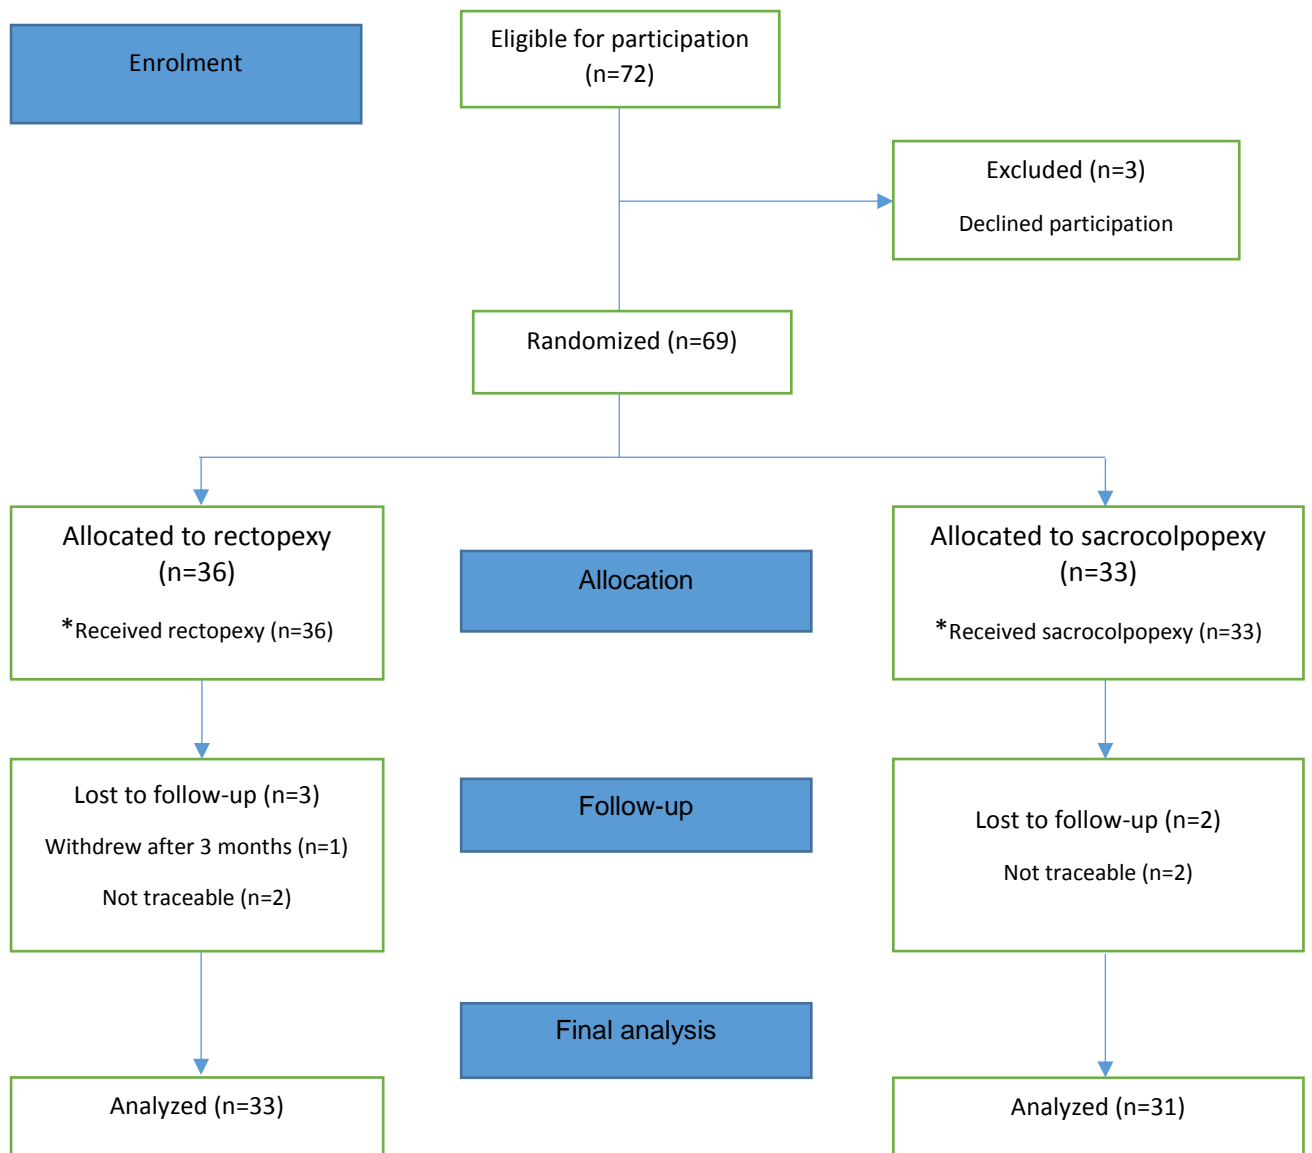 Enrolment
Eligible for participation
(n=72)
Excluded (n=3)
Declined participation
Randomized (n=69)
Allocated to rectopexy
(n=36)
*Received rectopexy (n=36)
Allocation
Allocated to sacrocolpopexy
(n=33)
*Received sacrocolpopexy (n=33)
Lost to follow-up (n=3)
Withdrew after 3 months (n=1)
Not traceable (n=2)
Follow-up
Lost to follow-up (n=2)
Not traceable (n=2)
Final analysis
Analyzed (n=33)
Analyzed (n=31)